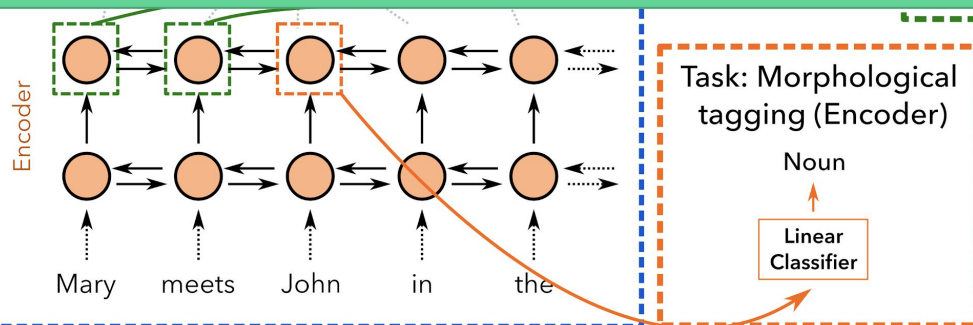 Encoder
Mary meets John in the
Task: Morphological
tagging (Encoder)
Noun
Linear
Classifier